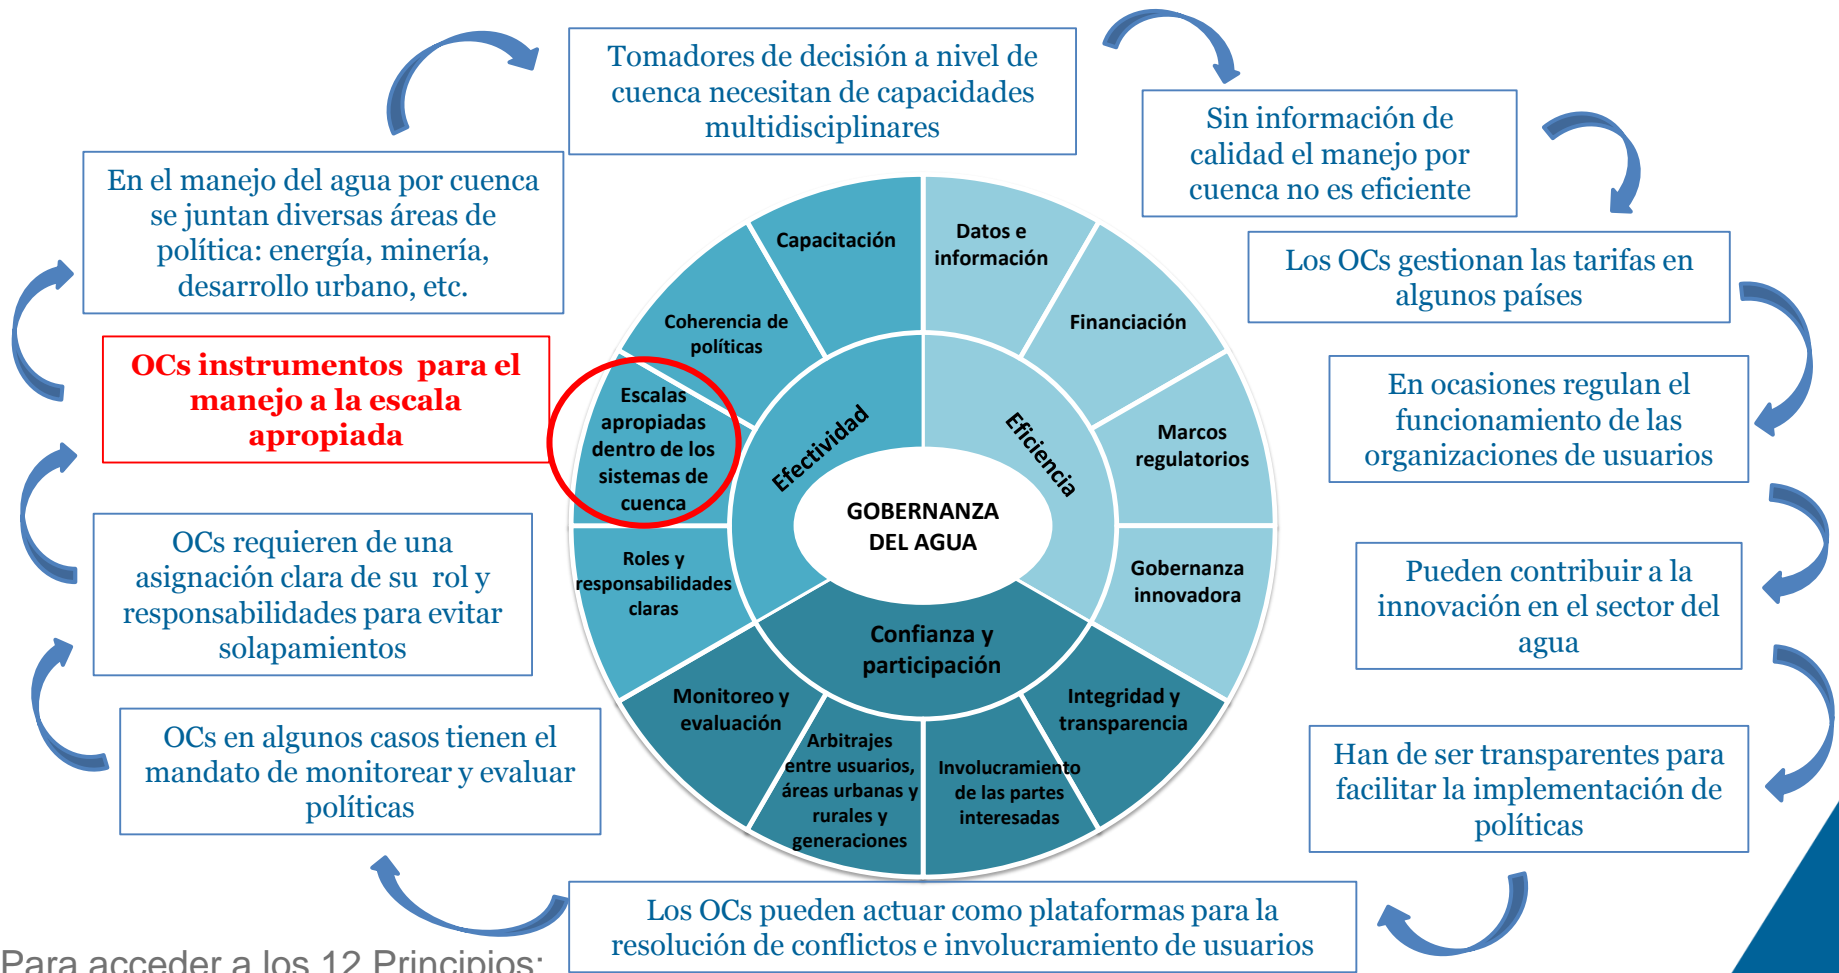 Tomadores de decisión a nivel de
cuenca necesitan de capacidades
multidisciplinares
Sin información de
calidad el manejo por
cuenca no es eficiente
Los OCs gestionan las tarifas en
algunos países
En ocasiones regulan el
funcionamiento de las
organizaciones de usuarios
Pueden contribuir a la
innovación en el sector del
agua
Han de ser transparentes para
facilitar la implementación de
políticas
Los OCs pueden actuar como plataformas para la
resolución de conflictos e involucramiento de usuarios
OCs en algunos casos tienen el
mandato de monitorear y evaluar
políticas
OCs requieren de una
asignación clara de su rol y
responsabilidades para evitar
solapamientos
OCs instrumentos para el
manejo a la escala
apropiada
En el manejo del agua por cuenca
se juntan diversas áreas de
política: energía, minería,
desarrollo urbano, etc.
Capacitación
Datos e
información
Financiación
Marcos
regulatorios
Gobernanza
innovadora
Integridad y
transparencia
Involucramiento
de las partes
interesadas
Arbitrajes
entre usuarios,
áreas urbanas y
rurales y
generaciones
Monitoreo y
evaluación
Roles y
responsabilidades
claras
Escalas
apropiadas
dentro de los
sistemas de
cuenca
Coherencia de
políticas
Efectividad
Eficiencia
Confianza y
participación
GOBERNANZA
DEL AGUA
Para acceder a los 12 Principios: